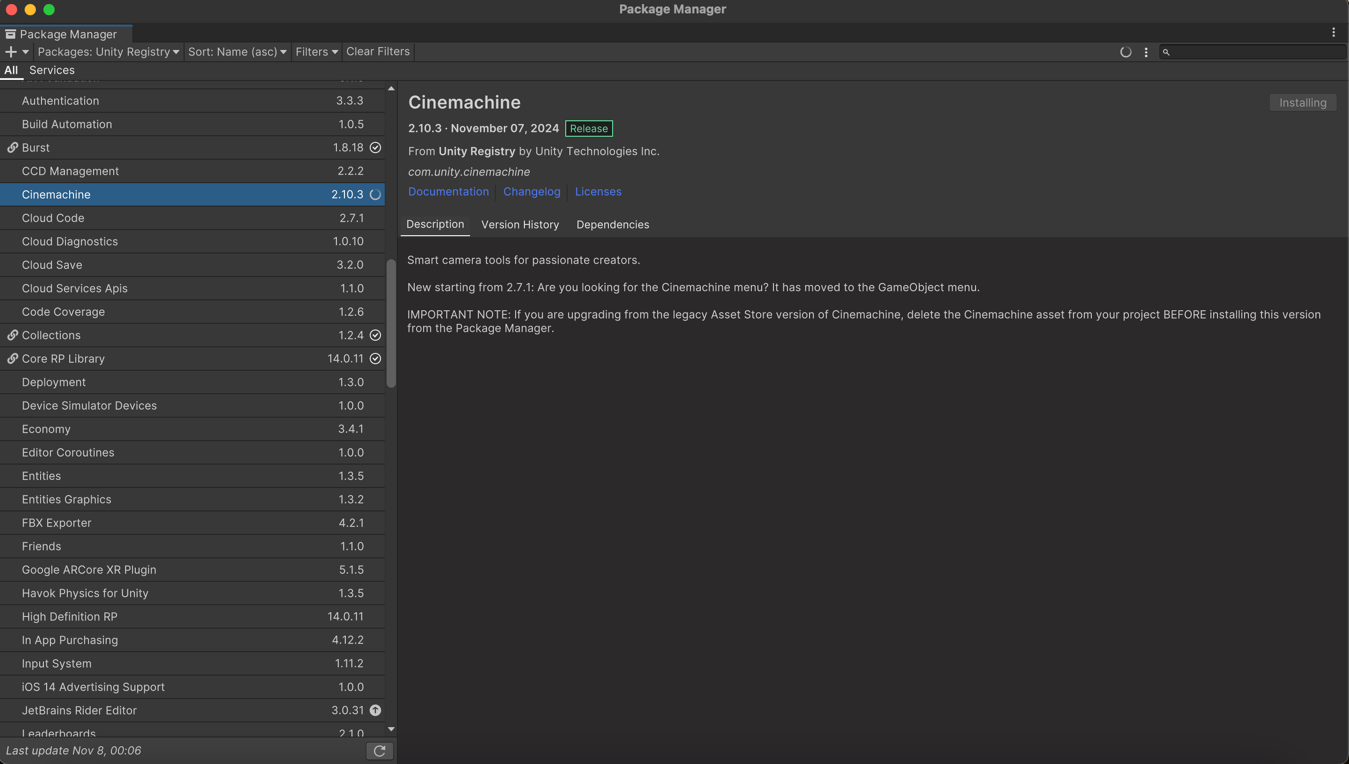 Package Manager
Package Manager
Packages: Unity Registry
Sort: Name (asc)
Filters
Clear Filters
All
Services
Authentication 3.3.3
Build Automation 1.0.5
Burst 1.8.18
CCD Management 2.2.2
Cinemachine 2.10.3
Cloud Code 2.7.1
Cloud Diagnostics 1.0.10
Cloud Save 3.2.0
Cloud Services Apis 1.1.0
Code Coverage 1.2.6
Collections 1.2.4
Core RP Library 14.0.11
Deployment 1.3.0
Device Simulator Devices 1.0.0
Economy 3.4.1
Editor Coroutines 1.0.0
Entities 1.3.5
Entities Graphics 1.3.2
FBX Exporter 4.2.1
Friends 1.1.0
Google ARCore XR Plugin 5.1.5
Havok Physics for Unity 1.3.5
High Definition RP 14.0.11
In App Purchasing 4.12.2
Input System 1.11.2
iOS 14 Advertising Support 1.0.0
JetBrains Rider Editor 3.0.31
Leaderboards 2.1.0
Last update Nov 8, 00:06
Cinemachine
Installing
2.10.3 · November 07, 2024 Release
From Unity Registry by Unity Technologies Inc.
com.unity.cinemachine
Documentation
Changelog
Licenses
Description
Version History
Dependencies
Smart camera tools for passionate creators.
New starting from 2.7.1: Are you looking for the Cinemachine menu? It has moved to the GameObject menu.
IMPORTANT NOTE: If you are upgrading from the legacy Asset Store version of Cinemachine, delete the Cinemachine asset from your project BEFORE installing this version
from the Package Manager.